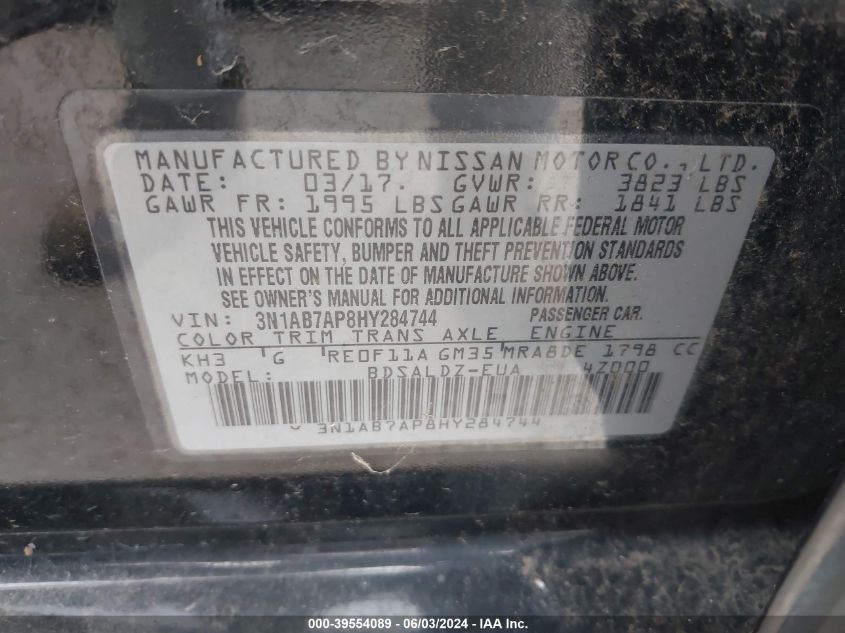 MANUFACTURED BY NISSAN MOTOR CO., LTD.
DATE: 03/17. GVWR: 3823 LBS
GAWR FR: 1995 LBS GAWR RR: 1841 LBS
THIS VEHICLE CONFORMS TO ALL APPLICABLE FEDERAL MOTOR
VEHICLE SAFETY, BUMPER AND THEFT PREVENTION STANDARDS
IN EFFECT ON THE DATE OF MANUFACTURE SHOWN ABOVE.
SEE OWNER'S MANUAL FOR ADDITIONAL INFORMATION
VIN: 3N1AB7AP8HY284744 PASSENGER CAR.
COLOR TRIM TRANS AXLE ENGINE
KH3 'G 'RE0F11A GM35'MRA8DE 1798 CC
MODEL: BDSALDZ-EUA 4Z000
3N1AB7AP8HY284744
000-39554089 - 06/03/2024 - IAA Inc.